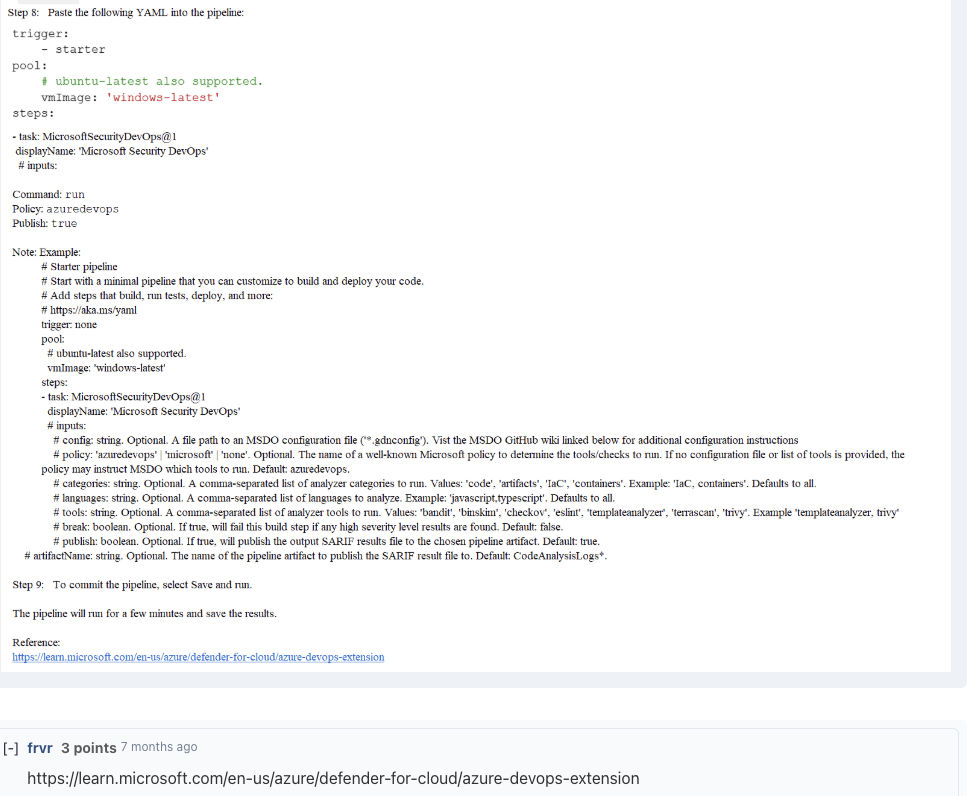 Step 8: Paste the following YAML into the pipeline:
trigger:
- starter
pool:
# ubuntu-latest also supported.
vmImage: 'windows-latest'
steps:
- task: MicrosoftSecurityDevOps@1
displayName: 'Microsoft Security DevOps'
# inputs:
Command: run
Policy: azuredevops
Publish: true
Note: Example:
# Starter pipeline
# Start with a minimal pipeline that you can customize to build and deploy your code.
# Add steps that build, run tests, deploy, and more:
# https://aka.ms/yaml
trigger: none
pool:
# ubuntu-latest also supported.
vmImage: 'windows-latest'
steps:
- task: MicrosoftSecurityDevOps@1
displayName: 'Microsoft Security DevOps'
# inputs:
# config: string. Optional. A file path to an MSDO configuration file ('*.gdnconfig'). Vist the MSDO GitHub wiki linked below for additional configuration instructions
# policy: 'azuredevops' | 'microsoft' | 'none'. Optional. The name of a well-known Microsoft policy to determine the tools/checks to run. If no configuration file or list of tools is provided, the
policy may instruct MSDO which tools to run. Default: azuredevops.
# categories: string. Optional. A comma-separated list of analyzer categories to run. Values: 'code', 'artifacts', 'IaC', 'containers'. Example: 'IaC, containers'. Defaults to all.
# languages: string. Optional. A comma-separated list of languages to analyze. Example: 'javascript,typescript'. Defaults to all.
# tools: string. Optional. A comma-separated list of analyzer tools to run. Values: 'bandit', 'binskim', 'checkov', 'eslint', 'templateanalyzer', 'terrascan', 'trivy'. Example 'templateanalyzer, trivy'
# break: boolean. Optional. If true, will fail this build step if any high severity level results are found. Default: false.
# publish: boolean. Optional. If true, will publish the output SARIF results file to the chosen pipeline artifact. Default: true.
# artifactName: string. Optional. The name of the pipeline artifact to publish the SARIF result file to. Default: CodeAnalysisLogs*.
Step 9: To commit the pipeline, select Save and run.
The pipeline will run for a few minutes and save the results.
Reference:
https://learn.microsoft.com/en-us/azure/defender-for-cloud/azure-devops-extension
[-] frvr 3 points 7 months ago
https://learn.microsoft.com/en-us/azure/defender-for-cloud/azure-devops-extension